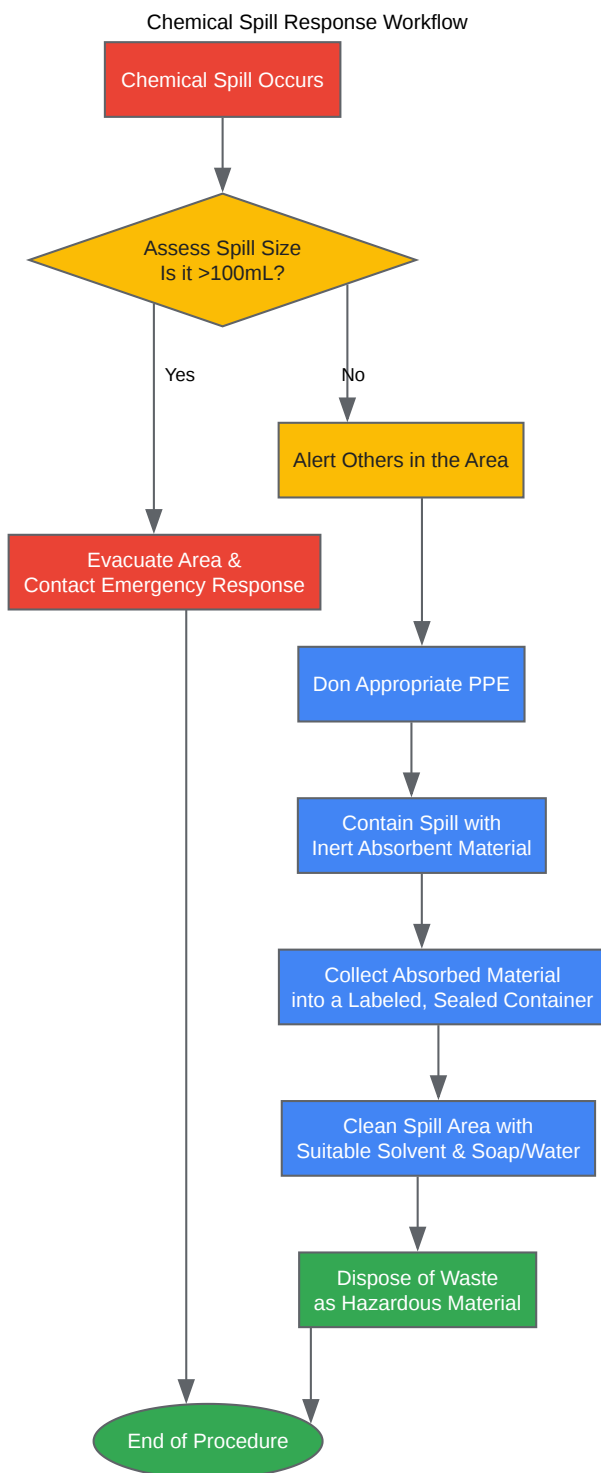 Chemical Spill Response Workflow
Chemical Spill Occurs
Assess Spill Size
Is it >100mL?
Yes
No
Alert Others in the Area
Evacuate Area &
Contact Emergency Response
Don Appropriate PPE
Contain Spill with
Inert Absorbent Material
Collect Absorbed Material
into a Labeled, Sealed Container
Clean Spill Area with
Suitable Solvent & Soap/Water
Dispose of Waste
as Hazardous Material
End of Procedure